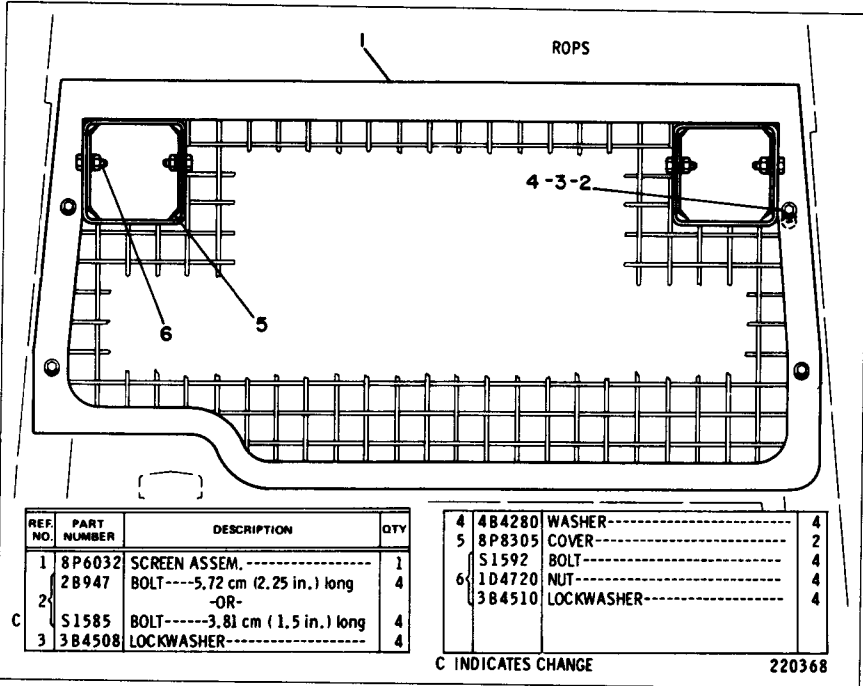 1
ROPS
4-3-2
6
5
REF. NO. PART NUMBER DESCRIPTION QTY
1 8P6032 SCREEN ASSEM.--------------- 1
2B947 BOLT----5.72 cm (2.25 in.) long 4
2{ -OR-
C S1585 BOLT-----3.81 cm (1.5 in.) long 4
3 3B4508 LOCKWASHER--------------- 4
4 4B4280 WASHER--------------- 4
5 8P8305 COVER--------------- 2
S1592 BOLT--------------- 4
6{ 1D4720 NUT--------------- 4
3B4510 LOCKWASHER--------------- 4
C INDICATES CHANGE 220368